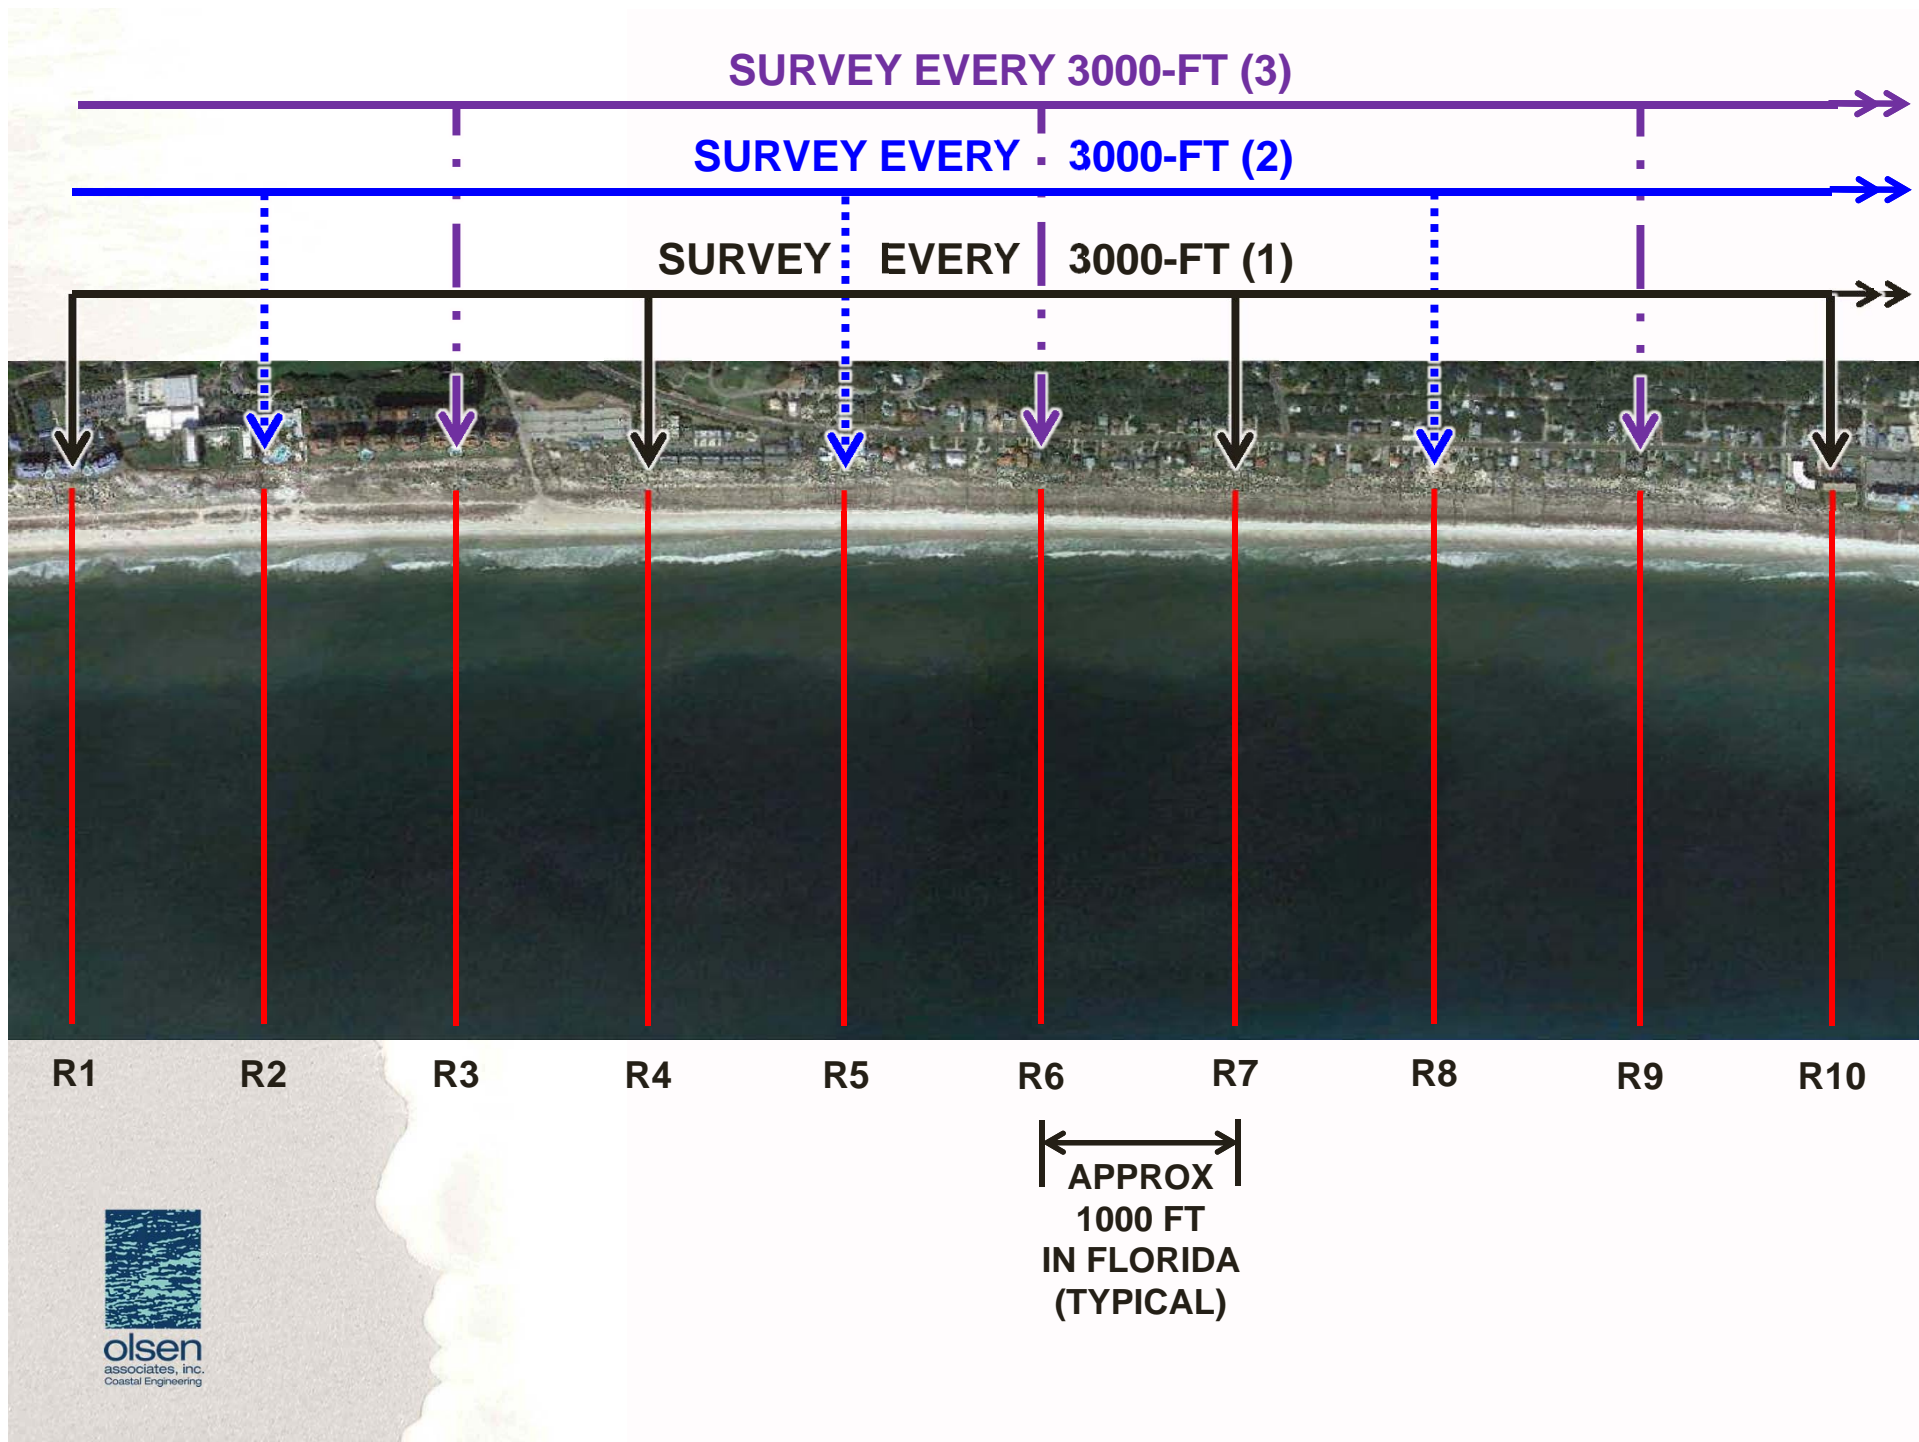 SURVEY EVERY 3000-FT (3)
SURVEY EVERY 3000-FT (2)
SURVEY EVERY 3000-FT (1)
R1 R2 R3 R4 R5 R6 R7 R8 R9 R10
APPROX
1000 FT
IN FLORIDA
(TYPICAL)
olsen
associates, inc.
Coastal Engineering